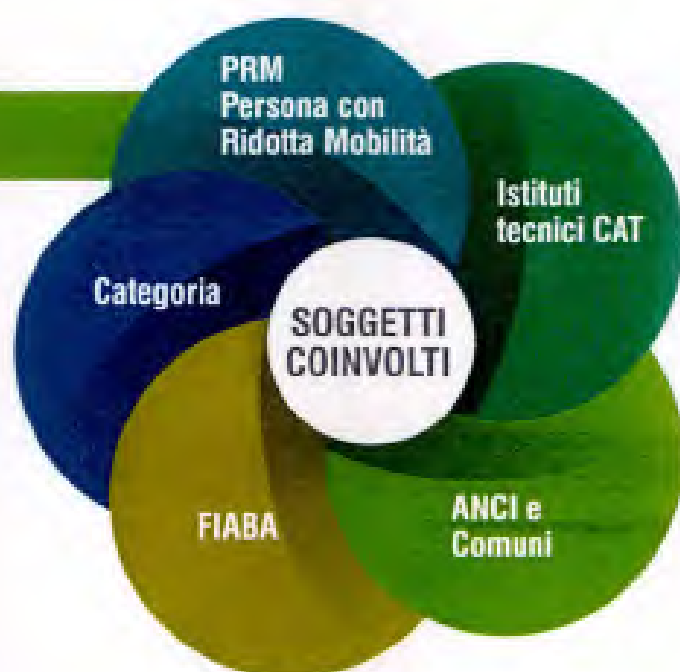 PRM
Persona con
Ridotta Mobilità
Istituti
tecnici CAT
Categoria
SOGGETTI
COINVOLTI
FIABA
ANCI e
Comuni